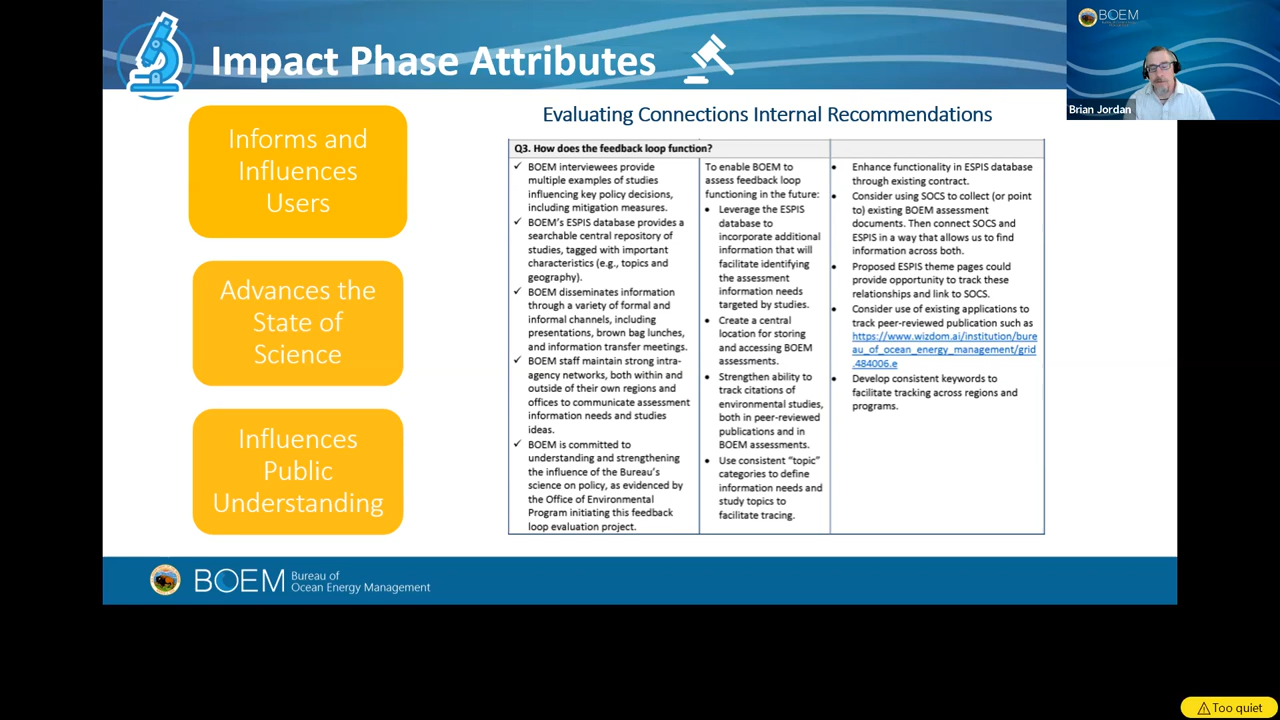 Impact Phase Attributes
BOEM
Brian Jordan
Informs and
Influences
Users
Advances the
State of
Science
Influences
Public
Understanding
Evaluating Connections Internal Recommendations
Q3. How does the feedback loop function?
✓ BOEM interviewees provide
multiple examples of studies
influencing key policy decisions,
including mitigation measures.
✓ BOEM's ESPIS database provides a
searchable central repository of
studies, tagged with important
characteristics (e.g., topics and
geography).
✓ BOEM disseminates information
through a variety of formal and
informal channels, including
presentations, brown bag lunches,
and information transfer meetings.
✓ BOEM staff maintain strong intra-
agency networks, both within and
outside of their own regions and
offices to communicate assessment
information needs and studies
ideas.
✓ BOEM is committed to
understanding and strengthening
the influence of the Bureau's
science on policy, as evidenced by
the Office of Environmental
Program initiating this feedback
loop evaluation project.
To enable BOEM to
assess feedback loop
functioning in the future:
• Leverage the ESPIS
database to
incorporate additional
information that will
facilitate identifying
the assessment
information needs
targeted by studies.
• Create a central
location for storing
and accessing BOEM
assessments.
• Strengthen ability to
track citations of
environmental studies,
both in peer-reviewed
publications and in
BOEM assessments.
• Use consistent "topic"
categories to define
information needs and
study topics to
facilitate tracing.
• Enhance functionality in ESPIS database
through existing contract.
• Consider using SOCS to collect (or point
to) existing BOEM assessment
documents. Then connect SOCS and
ESPIS in a way that allows us to find
information across both.
• Proposed ESPIS theme pages could
provide opportunity to track these
relationships and link to SOCS.
• Consider use of existing applications to
track peer-reviewed publication such as
https://www.wizdom.ai/institution/bure
au_of_ocean_energy_management/grid
.484006.e
• Develop consistent keywords to
facilitate tracking across regions and
programs.
BOEM Bureau of
Ocean Energy Management
Too quiet